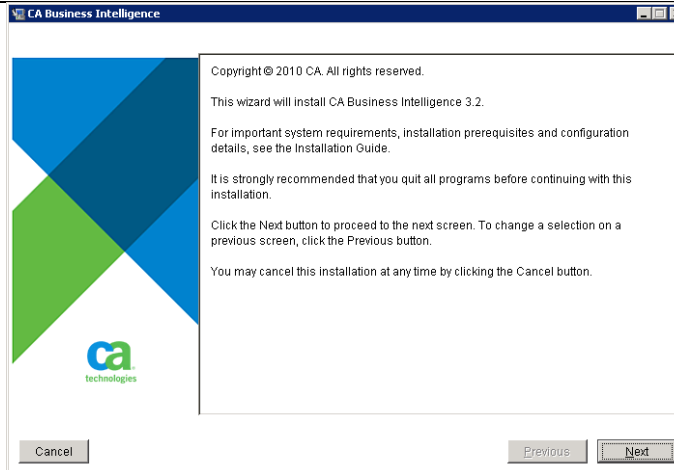 CA Business Intelligence
Copyright © 2010 CA. All rights reserved.
This wizard will install CA Business Intelligence 3.2.
For important system requirements, installation prerequisites and configuration
details, see the Installation Guide.
It is strongly recommended that you quit all programs before continuing with this
installation.
Click the Next button to proceed to the next screen. To change a selection on a
previous screen, click the Previous button.
You may cancel this installation at any time by clicking the Cancel button.
ca
technologies
Cancel
Previous
Next